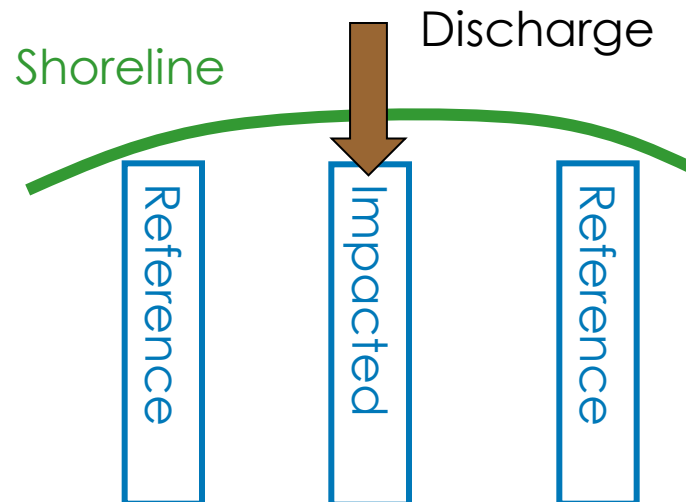 Discharge
Shoreline
Reference
Impacted
Reference